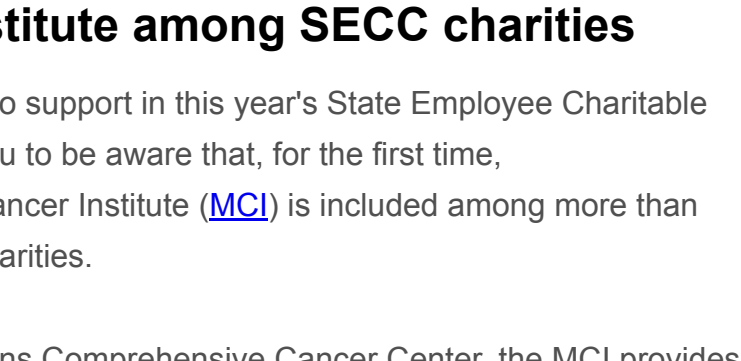 stitute among SECC charities
o support in this year's State Employee Charitable
u to be aware that, for the first time,
ancer Institute (MCI) is included among more than
arities.
ns Comprehensive Cancer Center, the MCI provides